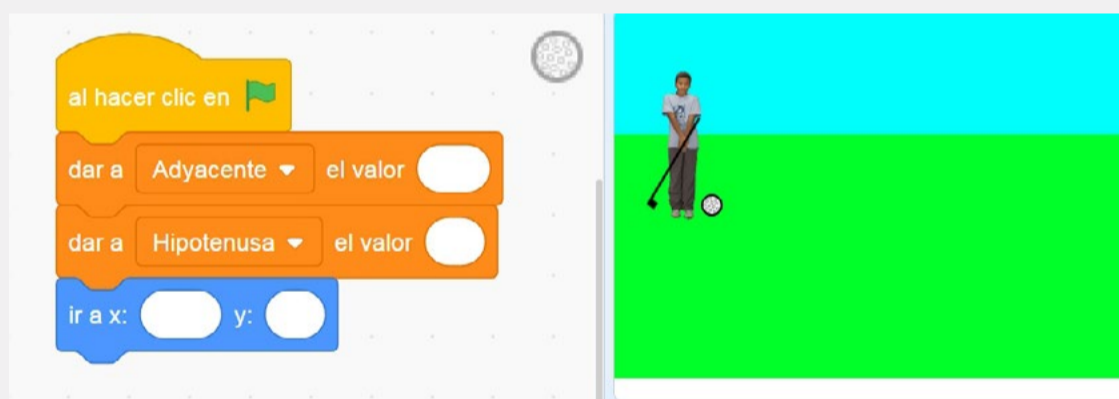 al hacer clic en
dar a Adyacente el valor
dar a Hipotenusa el valor
ir a x: y: